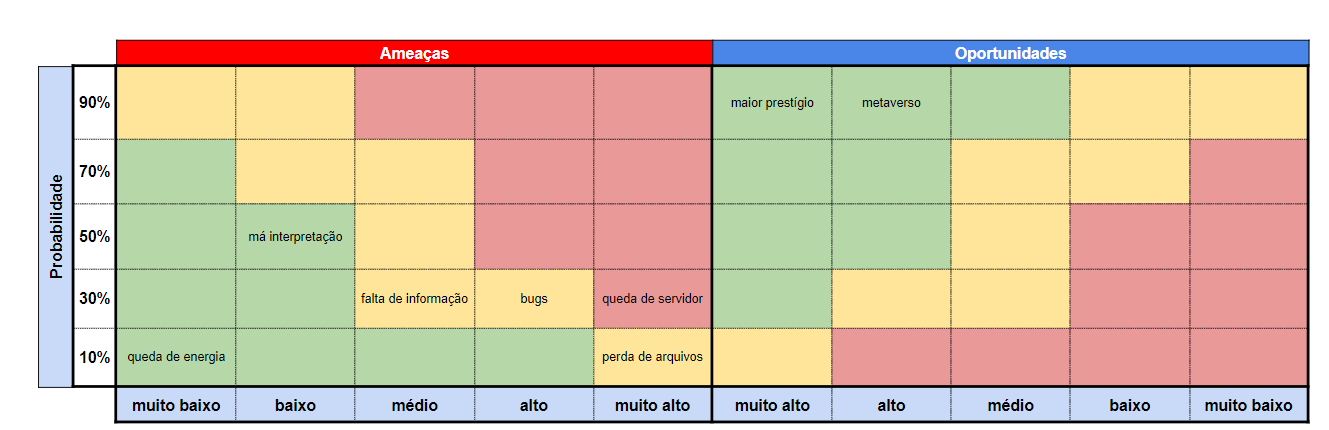 Ameaças
Oportunidades
Probabilidade
90%
maior prestígio
metaverso
70%
50%
má interpretação
30%
falta de informação
bugs
queda de servidor
10%
queda de energia
perda de arquivos
muito baixo
baixo
médio
alto
muito alto
muito alto
alto
médio
baixo
muito baixo